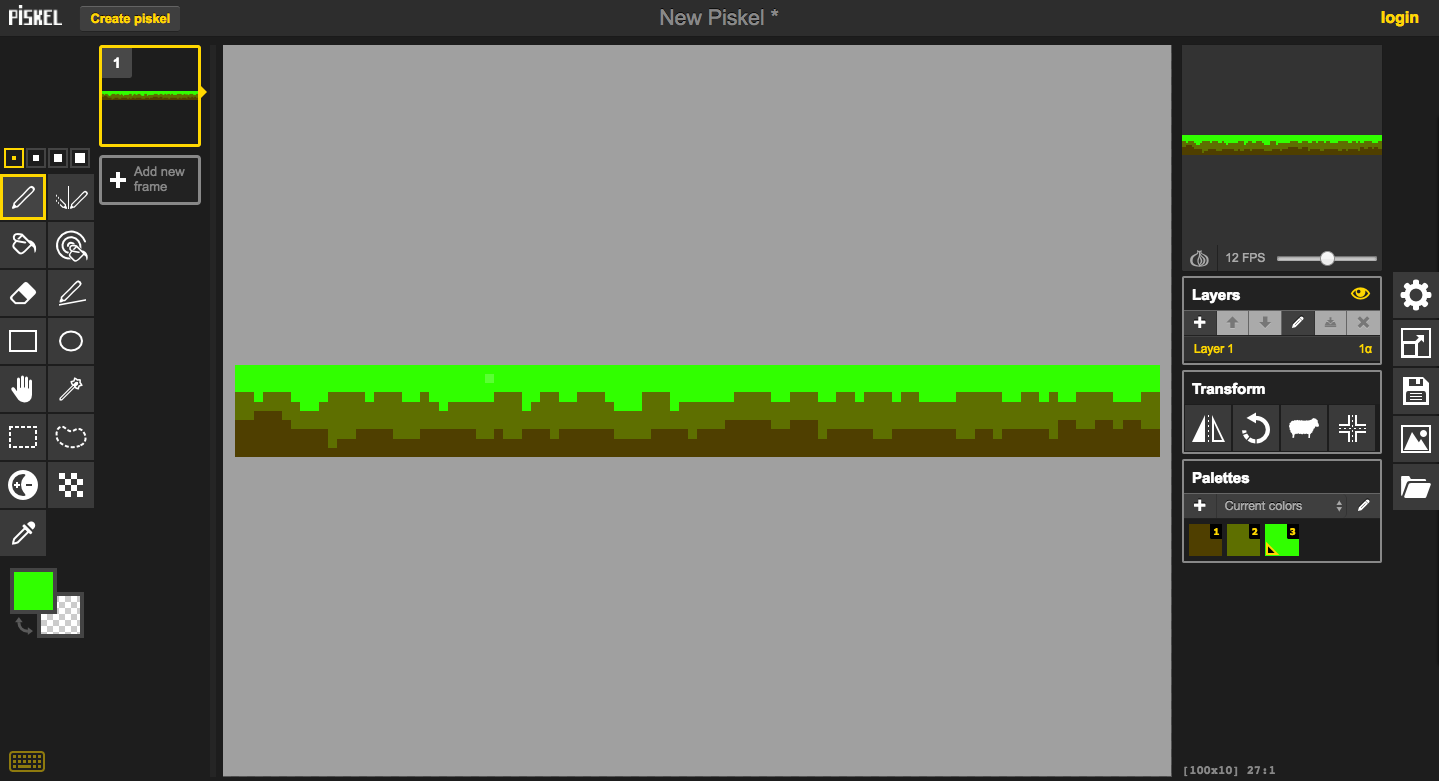 PISKEL
Create piskel
New Piskel *
login
1
Add new
frame
12 FPS
Layers
Layer 1
1α
Transform
Palettes
Current colors
1
2
3
[100x10] 27:1